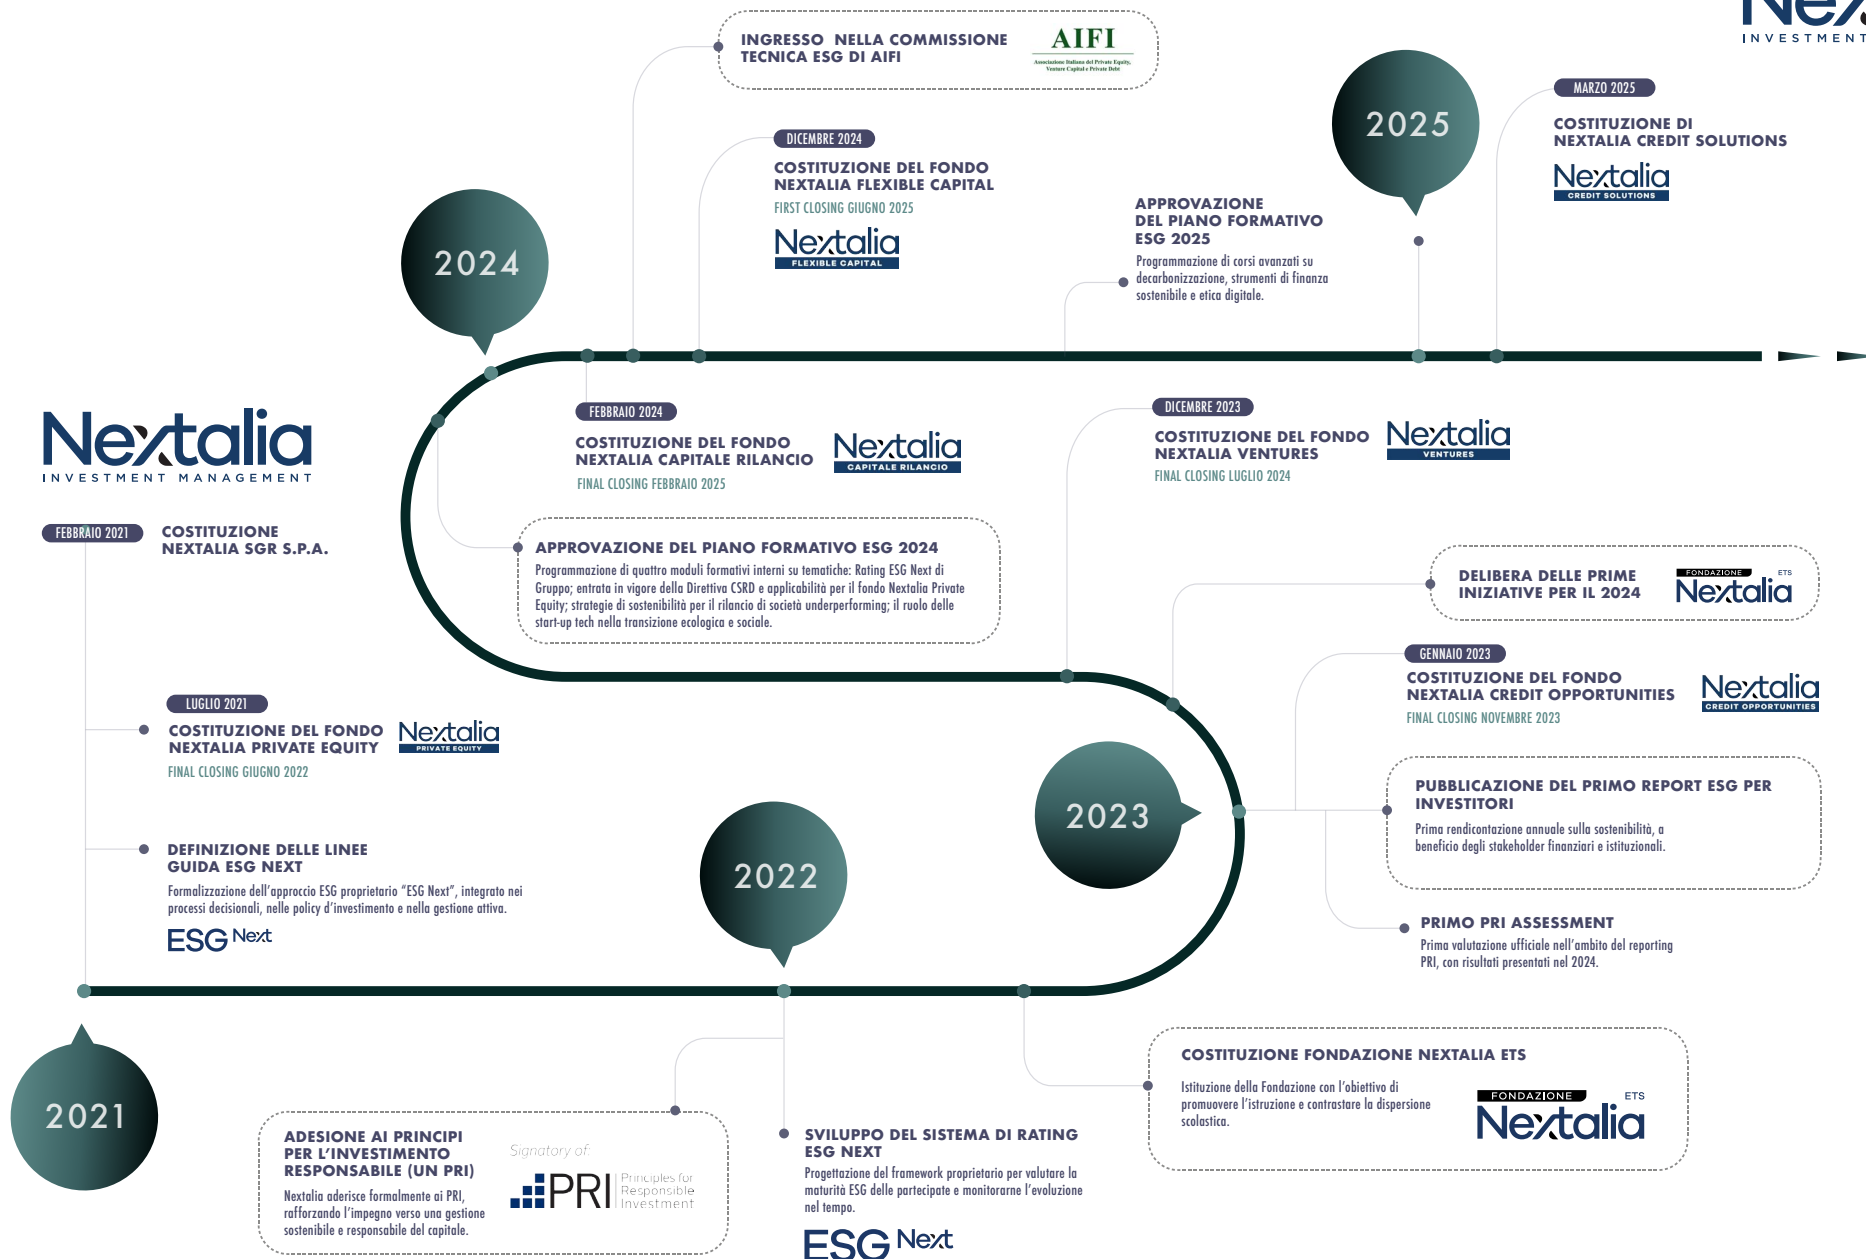 Nextalia
INVESTMENT MANAGEMENT
FEBBRAIO 2021
COSTITUZIONE
NEXTALIA SGR S.P.A.
LUGLIO 2021
COSTITUZIONE DEL FONDO
NEXTALIA PRIVATE EQUITY
FINAL CLOSING GIUGNO 2022
Nextalia
PRIVATE EQUITY
DEFINIZIONE DELLE LINEE
GUIDA ESG NEXT
Formalizzazione dell'approccio ESG proprietario “ESG Next”, integrato nei
processi decisionali, nelle policy d'investimento e nella gestione attiva.
ESG Next
2021
2022
ADESIONE AI PRINCIPI
PER L'INVESTIMENTO
RESPONSABILE (UN PRI)
Nextalia aderisce formalmente ai PRI,
rafforzando l'impegno verso una gestione
sostenibile e responsabile del capitale.
Signatory of:
PRI
Principles for
Responsible
Investment
SVILUPPO DEL SISTEMA DI RATING
ESG NEXT
Progettazione del framework proprietario per valutare la
maturità ESG delle partecipate e monitorarne l'evoluzione
nel tempo.
ESG Next
COSTITUZIONE FONDAZIONE NEXTALIA ETS
Istituzione della Fondazione con l'obiettivo di
promuovere l'istruzione e contrastare la dispersione
scolastica.
FONDAZIONE ETS
Nextalia
2023
PRIMO PRI ASSESSMENT
Prima valutazione ufficiale nell'ambito del reporting
PRI, con risultati presentati nel 2024.
PUBBLICAZIONE DEL PRIMO REPORT ESG PER
INVESTITORI
Prima rendicontazione annuale sulla sostenibilità, a
beneficio degli stakeholder finanziari e istituzionali.
GENNAIO 2023
COSTITUZIONE DEL FONDO
NEXTALIA CREDIT OPPORTUNITIES
FINAL CLOSING NOVEMBRE 2023
Nextalia
CREDIT OPPORTUNITIES
DELIBERA DELLE PRIME
INIZIATIVE PER IL 2024
FONDAZIONE ETS
Nextalia
DICEMBRE 2023
COSTITUZIONE DEL FONDO
NEXTALIA VENTURES
FINAL CLOSING LUGLIO 2024
Nextalia
VENTURES
APPROVAZIONE DEL PIANO FORMATIVO ESG 2024
Programmazione di quattro moduli formativi interni su tematiche: Rating ESG Next di
Gruppo; entrata in vigore della Direttiva CSRD e applicabilità per il fondo Nextalia Private
Equity; strategie di sostenibilità per il rilancio di società underperforming; il ruolo delle
start-up tech nella transizione ecologica e sociale.
2024
FEBBRAIO 2024
COSTITUZIONE DEL FONDO
NEXTALIA CAPITALE RILANCIO
FINAL CLOSING FEBBRAIO 2025
Nextalia
CAPITALE RILANCIO
INGRESSO NELLA COMMISSIONE
TECNICA ESG DI AIFI
AIFI
Associazione Italiana del Private Equity,
Venture Capital e Private Debt
DICEMBRE 2024
COSTITUZIONE DEL FONDO
NEXTALIA FLEXIBLE CAPITAL
FIRST CLOSING GIUGNO 2025
Nextalia
FLEXIBLE CAPITAL
APPROVAZIONE
DEL PIANO FORMATIVO
ESG 2025
Programmazione di corsi avanzati su
decarbonizzazione, strumenti di finanza
sostenibile e etica digitale.
2025
MARZO 2025
COSTITUZIONE DI
NEXTALIA CREDIT SOLUTIONS
Nextalia
CREDIT SOLUTIONS
INVESTMENT